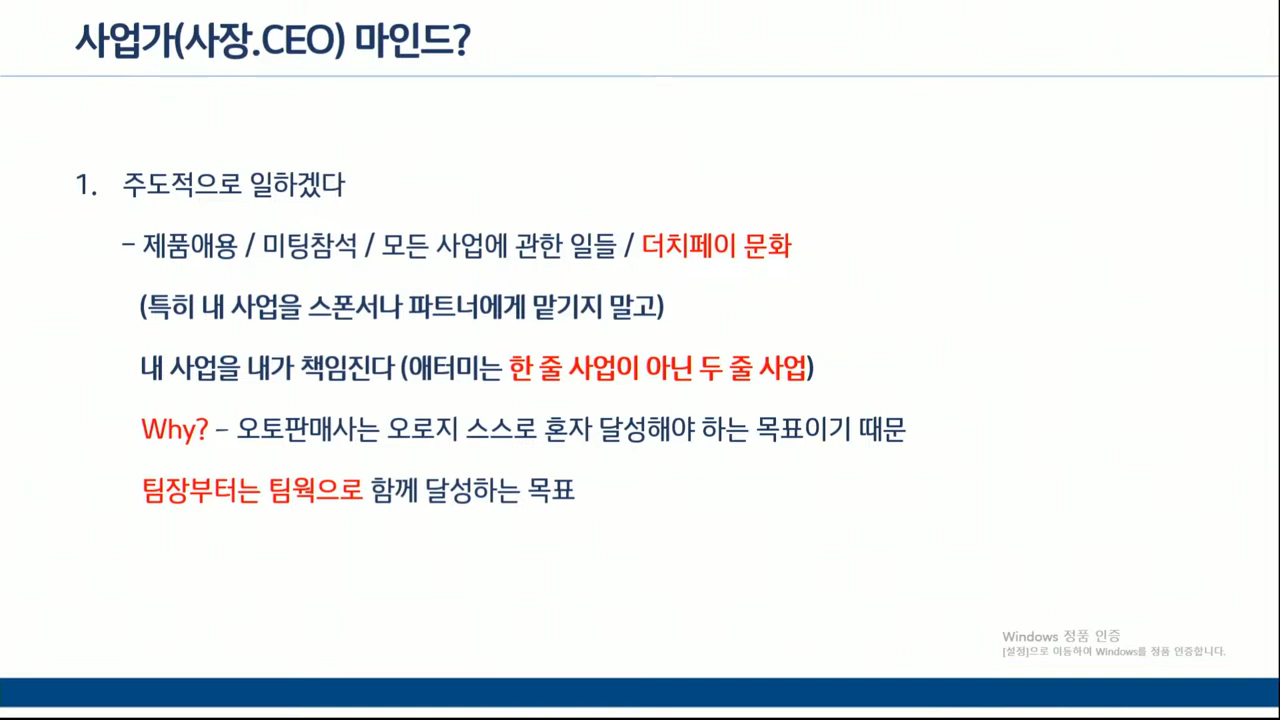 사업가(사장.CEO) 마인드?
1. 주도적으로 일하겠다
– 제품애용 / 미팅참석 / 모든 사업에 관한 일들 / 더치페이 문화
(특히 내 사업을 스폰서나 파트너에게 맡기지 말고)
내 사업을 내가 책임진다 (애터미는 한 줄 사업이 아닌 두 줄 사업)
Why? – 오토판매사는 오로지 스스로 혼자 달성해야 하는 목표이기 때문
팀장부터는 팀웍으로 함께 달성하는 목표
Windows 정품 인증
[설정]으로 이동하여 Windows를 정품 인증합니다.